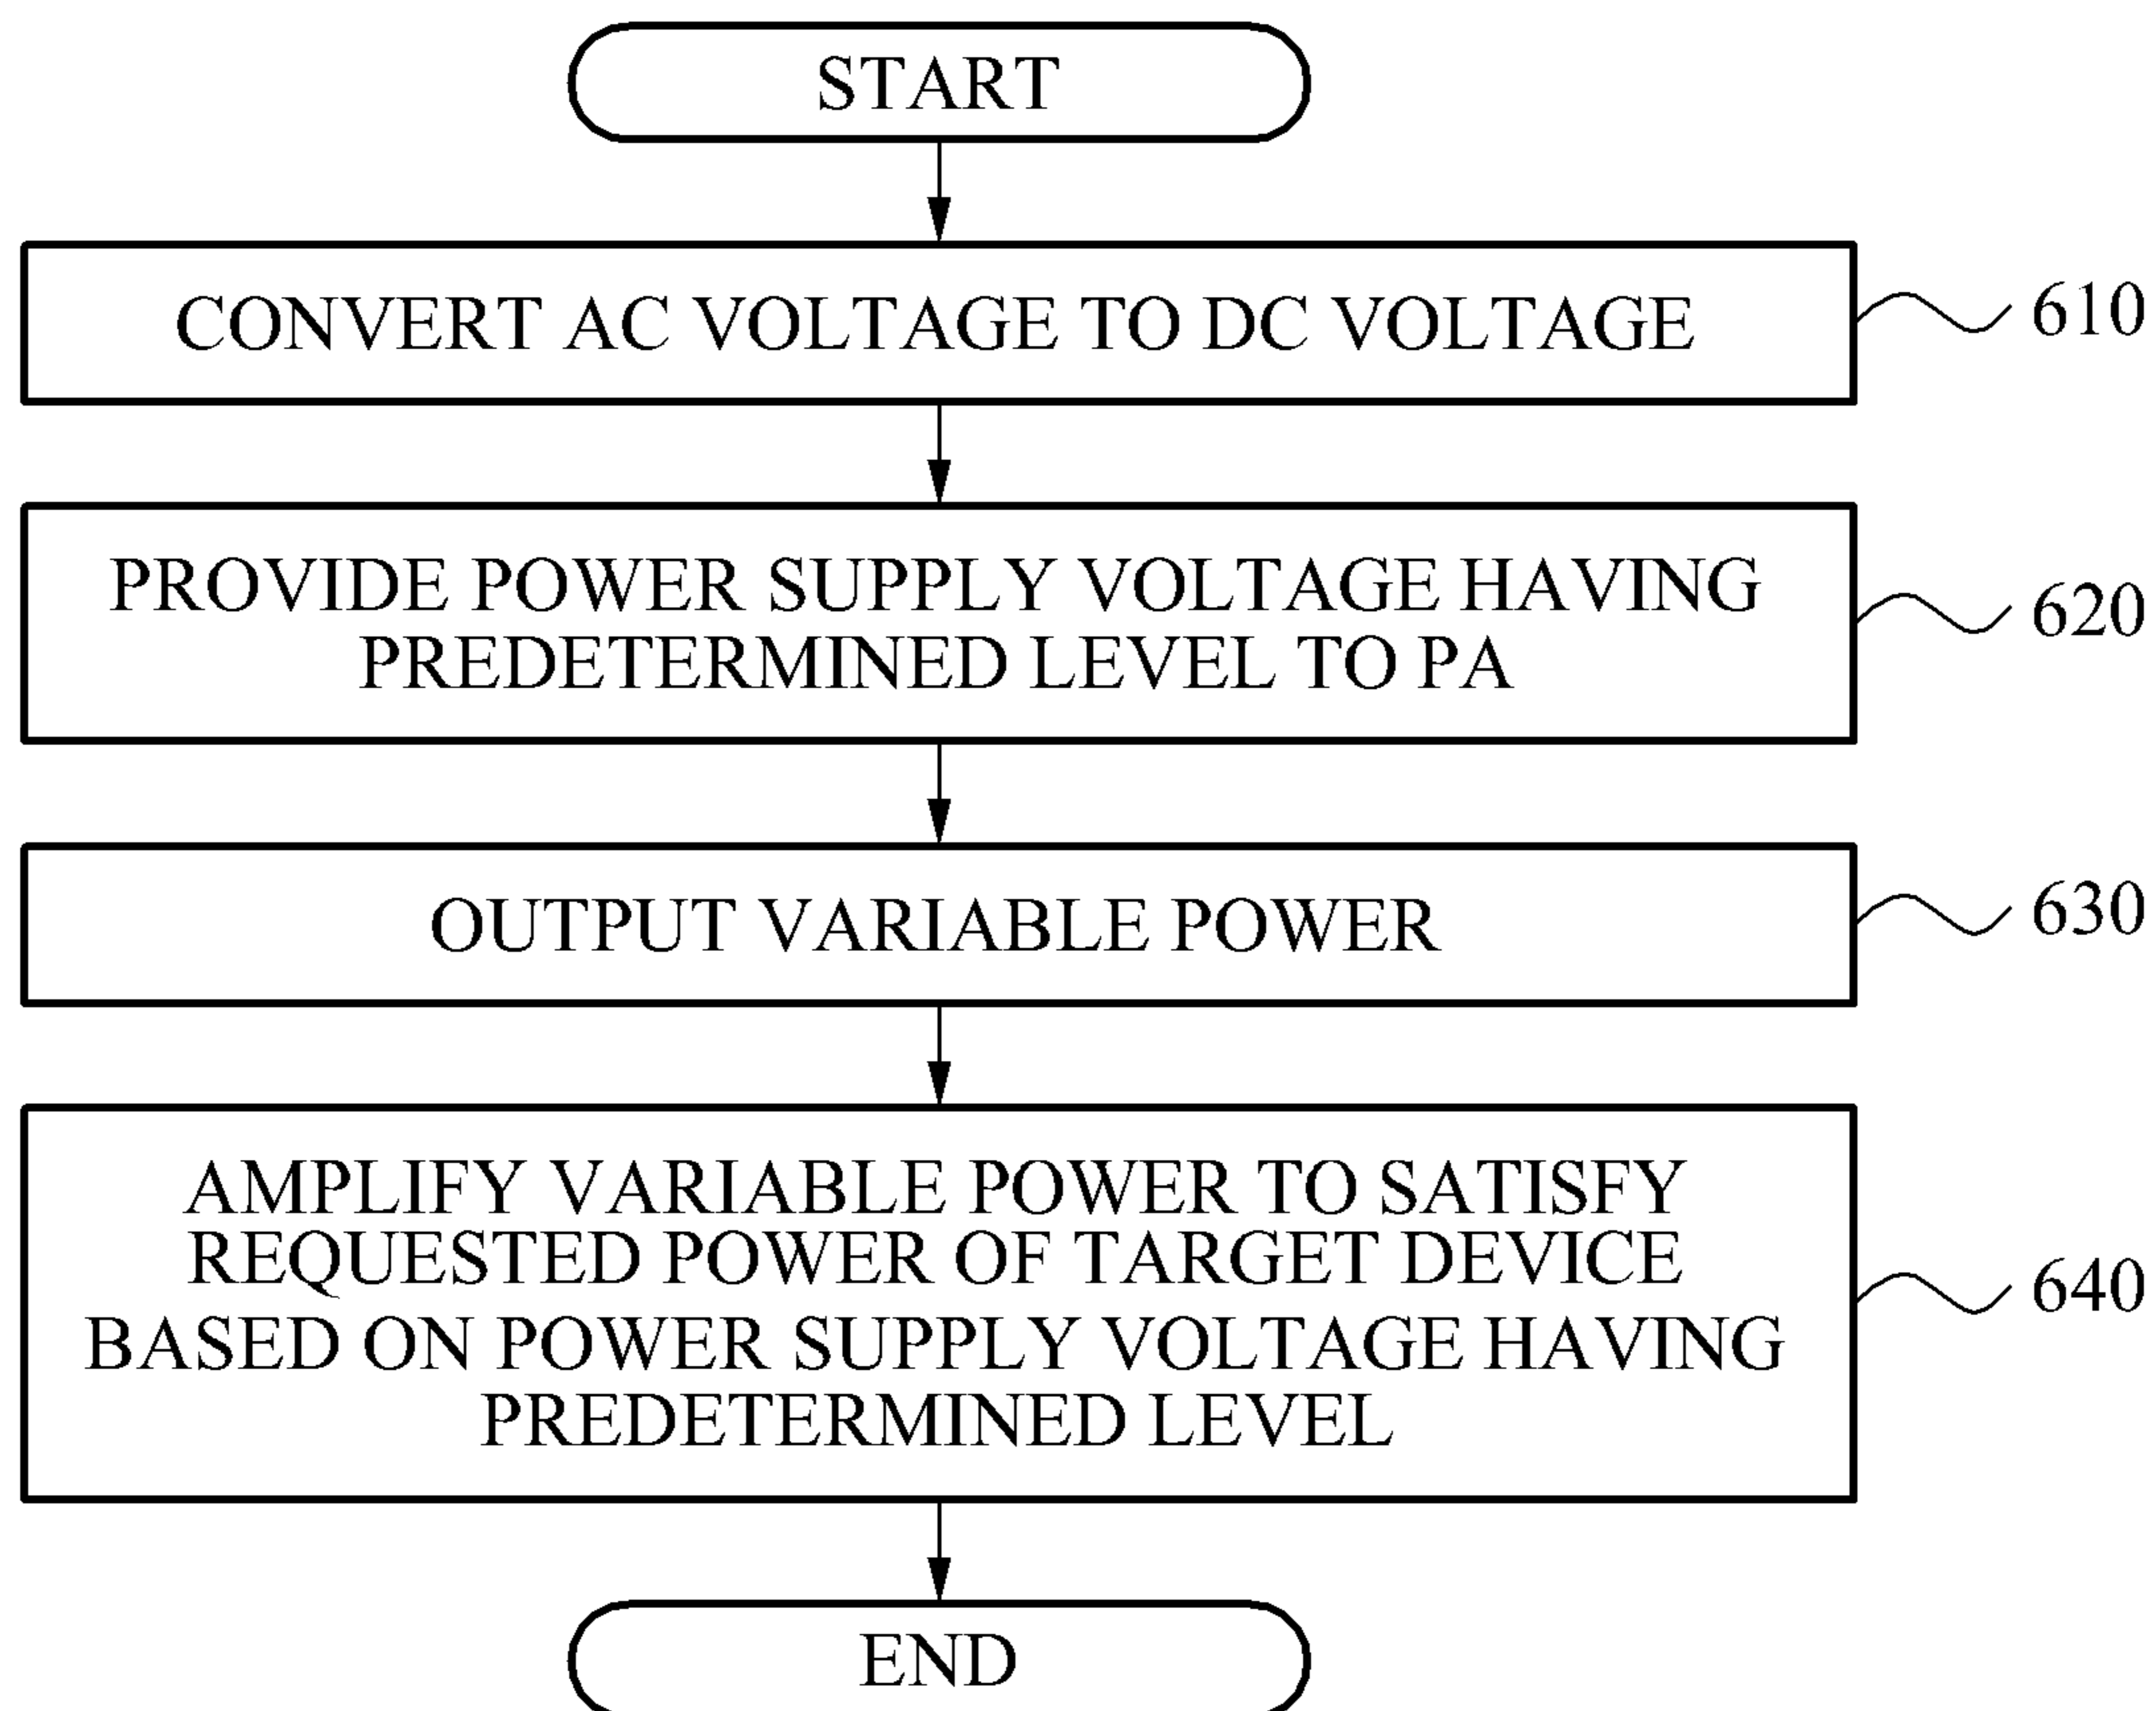 START
CONVERT AC VOLTAGE TO DC VOLTAGE
610
PROVIDE POWER SUPPLY VOLTAGE HAVING
PREDETERMINED LEVEL TO PA
620
OUTPUT VARIABLE POWER
630
AMPLIFY VARIABLE POWER TO SATISFY
REQUESTED POWER OF TARGET DEVICE
BASED ON POWER SUPPLY VOLTAGE HAVING
PREDETERMINED LEVEL
640
END